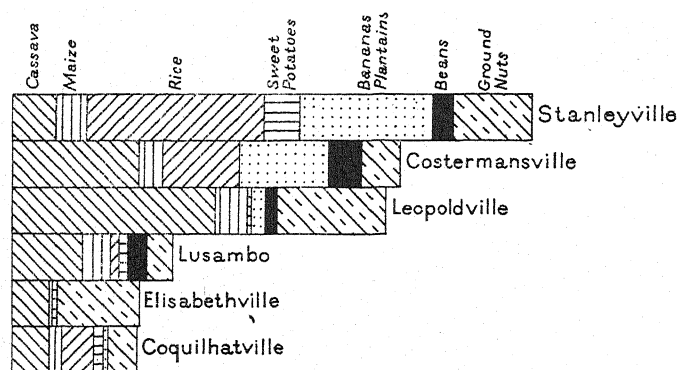 Cassava
Maize
Rice
Sweet
Potatoes
Bananas
Plantains
Beans
Ground
Nuts
Stanleyville
Costermansville
Leopoldville
Lusambo
Elisabethville
Coquilhatville